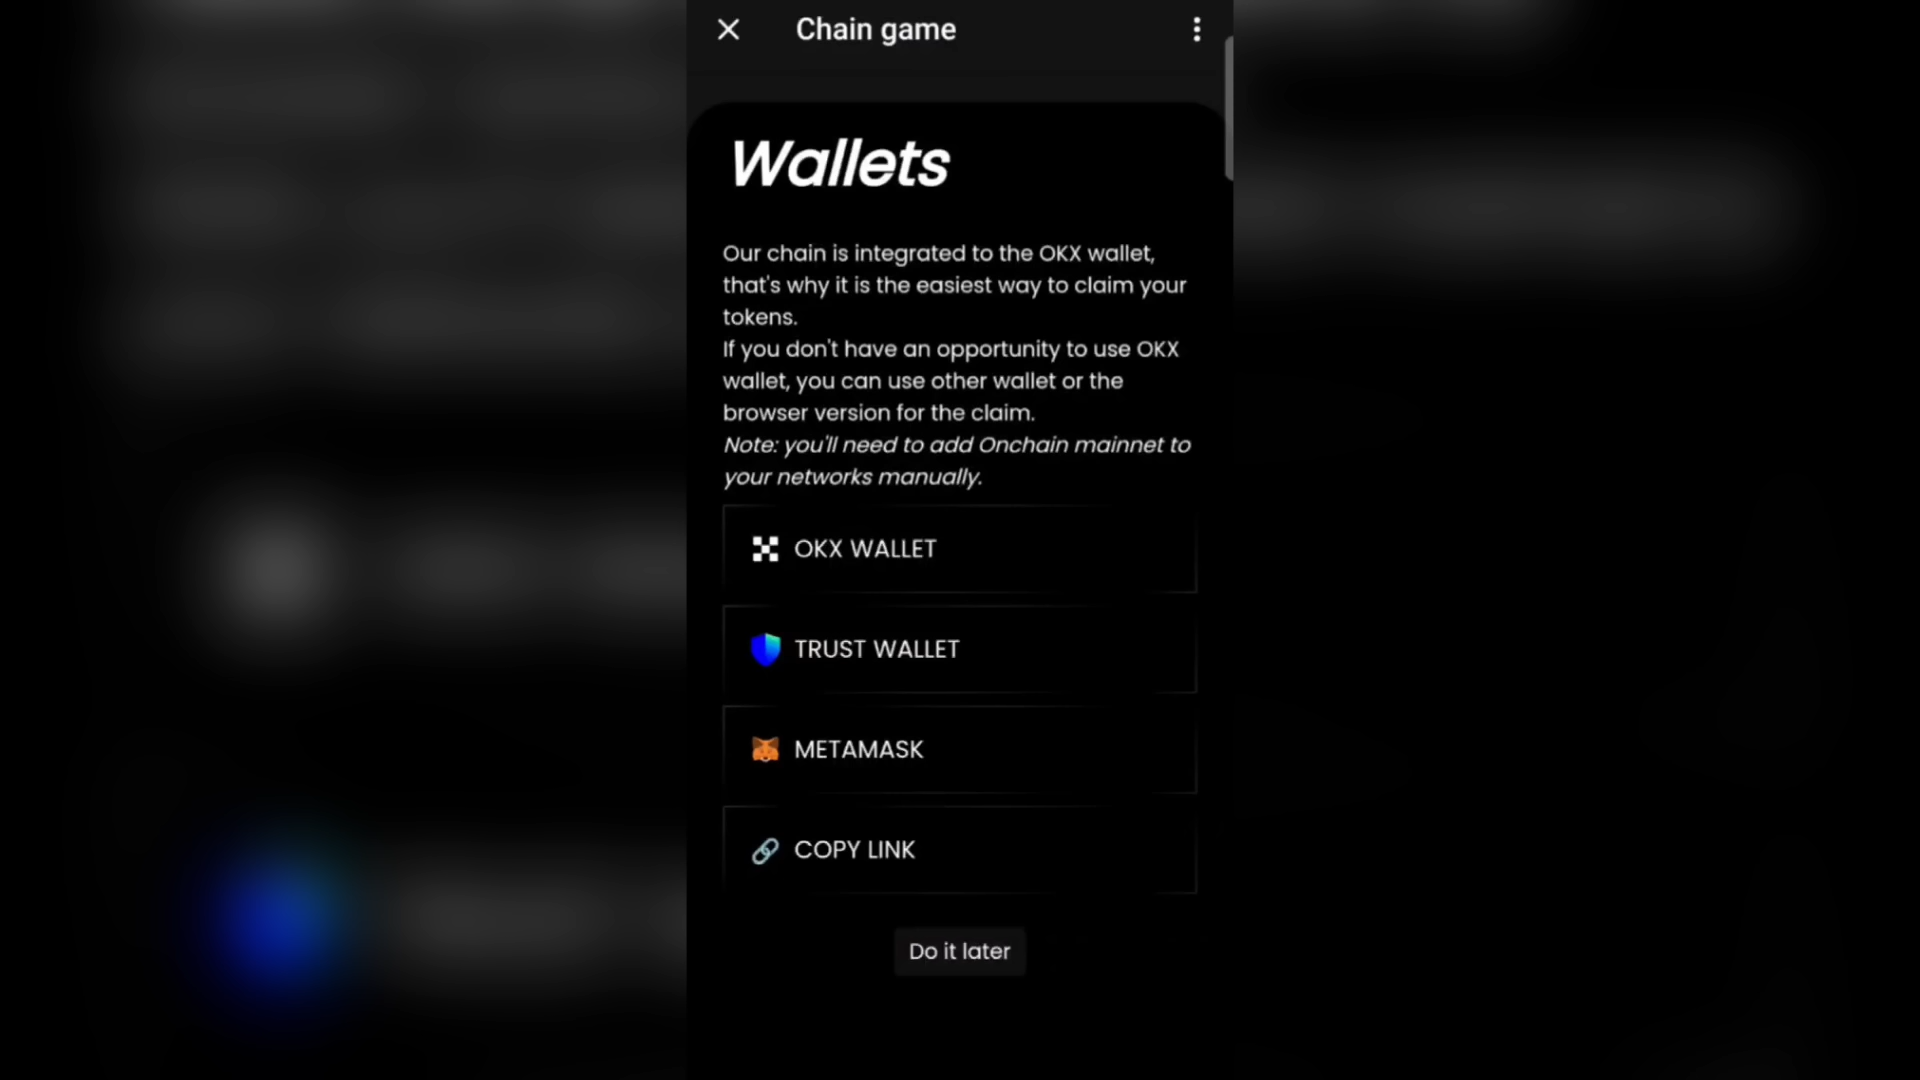 Chain game
Wallets
Our chain is integrated to the OKX wallet,
that's why it is the easiest way to claim your
tokens.
If you don't have an opportunity to use OKX
wallet, you can use other wallet or the
browser version for the claim.
Note: you'll need to add Onchain mainnet to
your networks manually.
OKX WALLET
TRUST WALLET
METAMASK
COPY LINK
Do it later